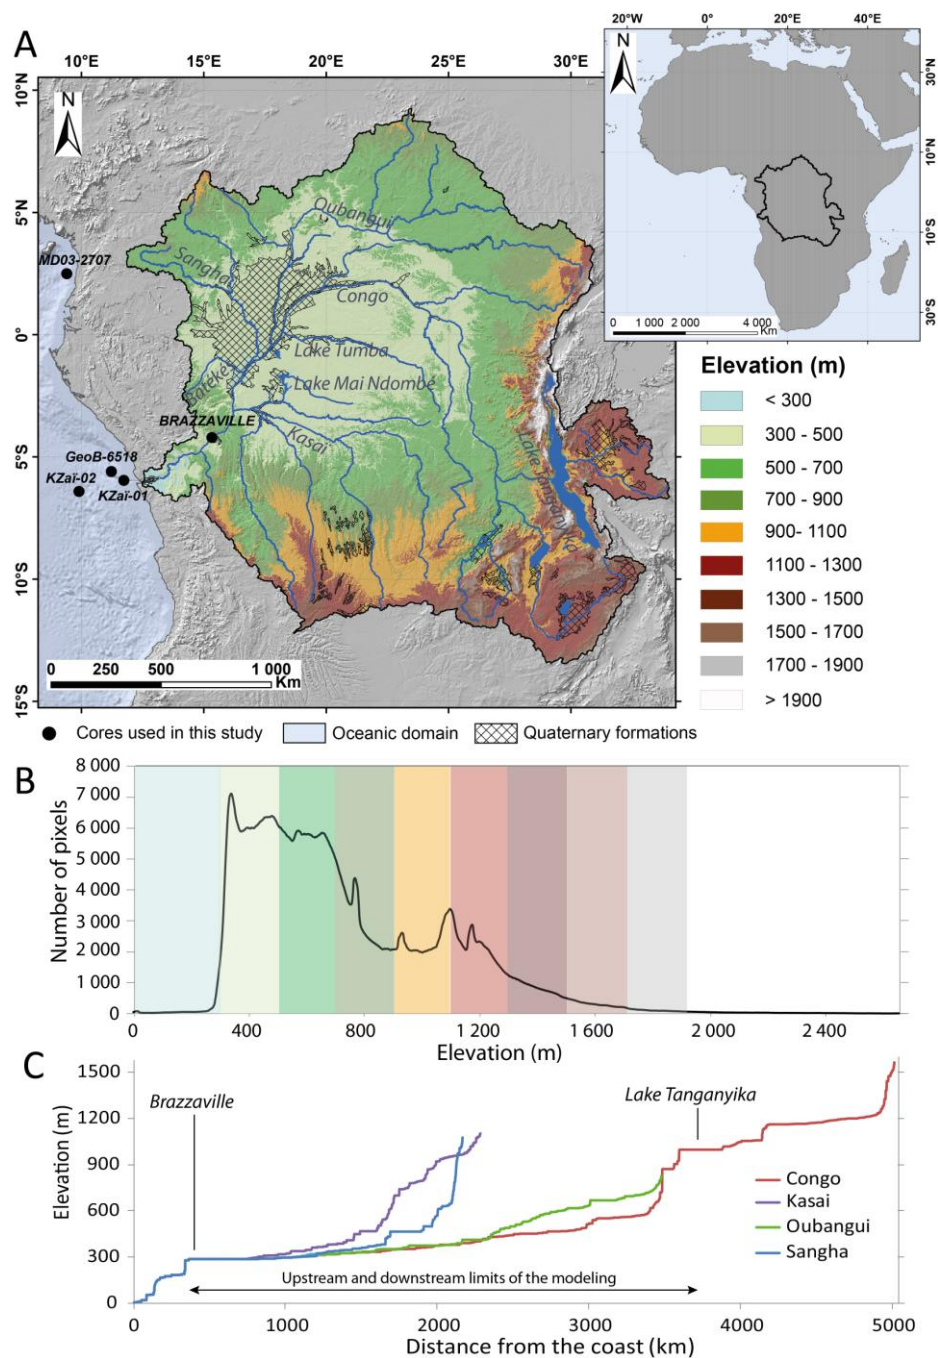 A
20°W 0° 20°E 40°E
N
30°N
10°N
10°S
30°S
0 1 000 2 000 4 000
Km
10°E 15°E 20°E 25°E 30°E
10°N
N
5°N
Oubangui
Sangha
MD03-2707
Congo
0°
Lake Tumba
Lake Mai Ndombé
BRAZZAVILLE
Kasai
Lake Tanganyika
5°S
GeoB-6518
KZaï-02
KZaï-01
10°S
0 250 500 1 000
Km
15°S
Elevation (m)
< 300
300 - 500
500 - 700
700 - 900
900- 1100
1100 - 1300
1300 - 1500
1500 - 1700
1700 - 1900
> 1900
Cores used in this study Oceanic domain Quaternary formations
B
Number of pixels
8 000
7 000
6 000
5 000
4 000
3 000
2 000
1 000
0
0 400 800 1 200 1 600 2 000 2 400
Elevation (m)
C
Elevation (m)
1500
1200
900
600
300
0
Brazzaville
Lake Tanganyika
Congo
Kasai
Oubangui
Sangha
Upstream and downstream limits of the modeling
0 1000 2000 3000 4000 5000
Distance from the coast (km)